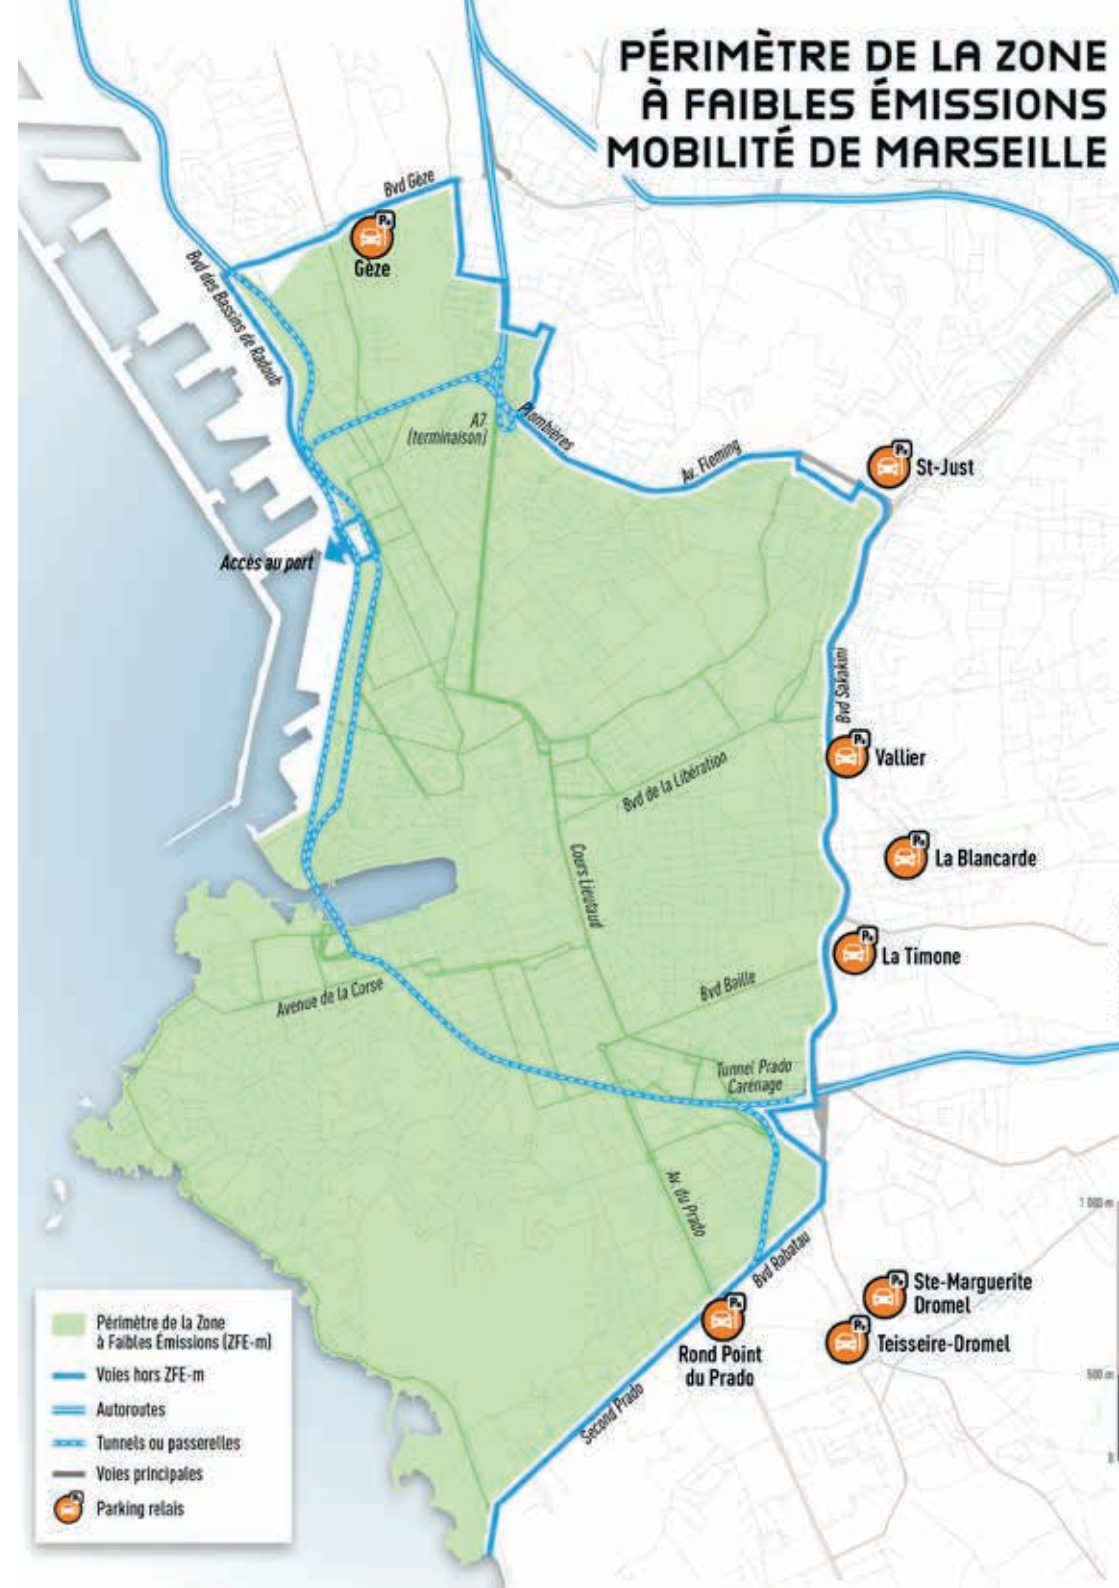 PÉRIMÈTRE DE LA ZONE
À FAIBLES ÉMISSIONS
MOBILITÉ DE MARSEILLE
Bvd Gèze
Gèze
Bvd des Bassins de Radoub
A7
(terminaison)
Plombières
Av. Fleming
St-Just
Accès au port
Bvd Sakakini
Vallier
Bvd de la Libération
La Blancarde
Cours Lieutaud
La Timone
Bvd Baille
Avenue de la Corse
Tunnel Prado
Carénage
Av. du Prado
1 000 m
Bvd Rabatau
Ste-Marguerite
Dromel
Teisseire-Dromel
Rond Point
du Prado
500 m
Second Prado
0
Périmètre de la Zone
à Faibles Émissions (ZFE-m)
Voies hors ZFE-m
Autoroutes
Tunnels ou passerelles
Voies principales
Parking relais